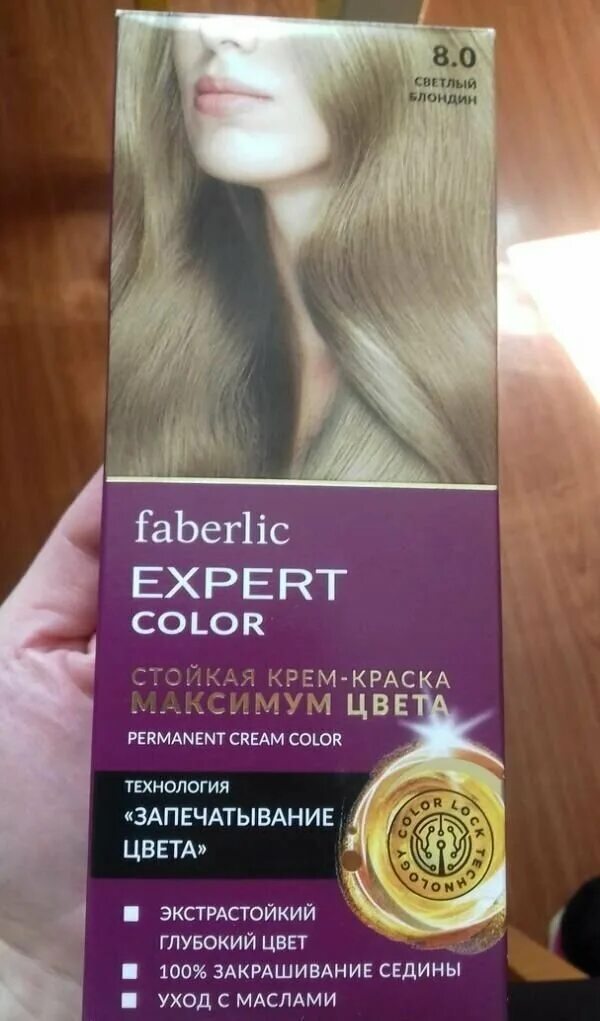 8.0
СВЕТЛЫЙ
БЛОНДИН
faberlic
EXPERT
COLOR
СТОЙКАЯ КРЕМ-КРАСКА
МАКСИМУМ ЦВЕТА
PERMANENT CREAM COLOR
ТЕХНОЛОГИЯ
«ЗАПЕЧАТЫВАНИЕ
ЦВЕТА»
COLOR LOCK TECHNOLOGY
ЭКСТРАСТОЙКИЙ
ГЛУБОКИЙ ЦВЕТ
100% ЗАКРАШИВАНИЕ СЕДИНЫ
УХОД С МАСЛАМИ